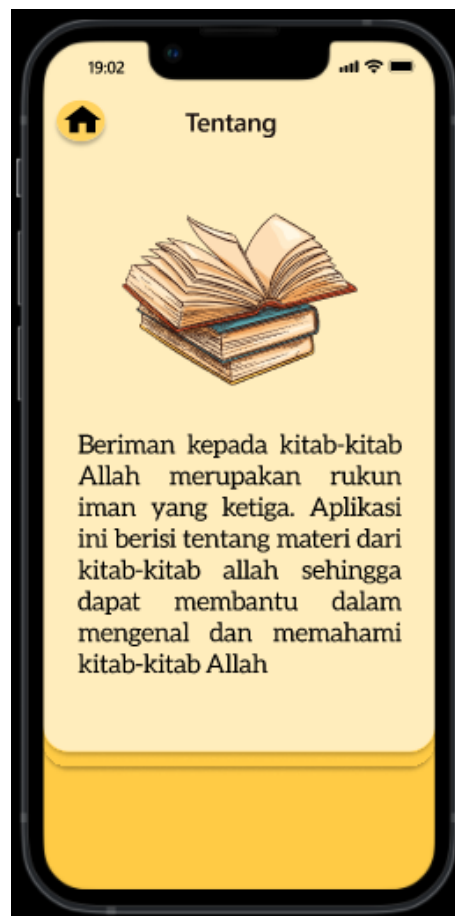 19:02
Tentang
Beriman kepada kitab-kitab
Allah merupakan rukun
iman yang ketiga. Aplikasi
ini berisi tentang materi dari
kitab-kitab allah sehingga
dapat membantu dalam
mengenal dan memahami
kitab-kitab Allah